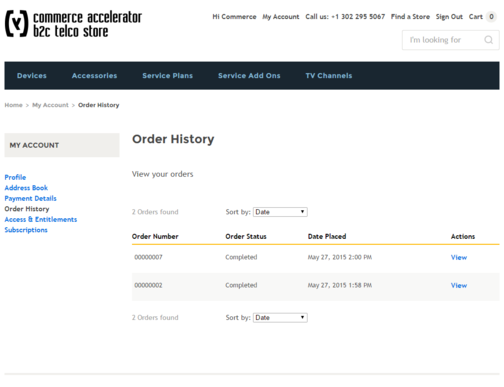 commerce accelerator
b2c telco store
Hi Commerce My Account Call us: +1 302 295 5067 Find a Store Sign Out Cart 0
I'm looking for
Devices Accessories Service Plans Service Add Ons TV Channels
Home > My Account > Order History
MY ACCOUNT
Profile
Address Book
Payment Details
Order History
Access & Entitlements
Subscriptions
Order History
View your orders
2 Orders found Sort by: Date
Order Number Order Status Date Placed Actions
00000007 Completed May 27, 2015 2:00 PM View
00000002 Completed May 27, 2015 1:58 PM View
2 Orders found Sort by: Date